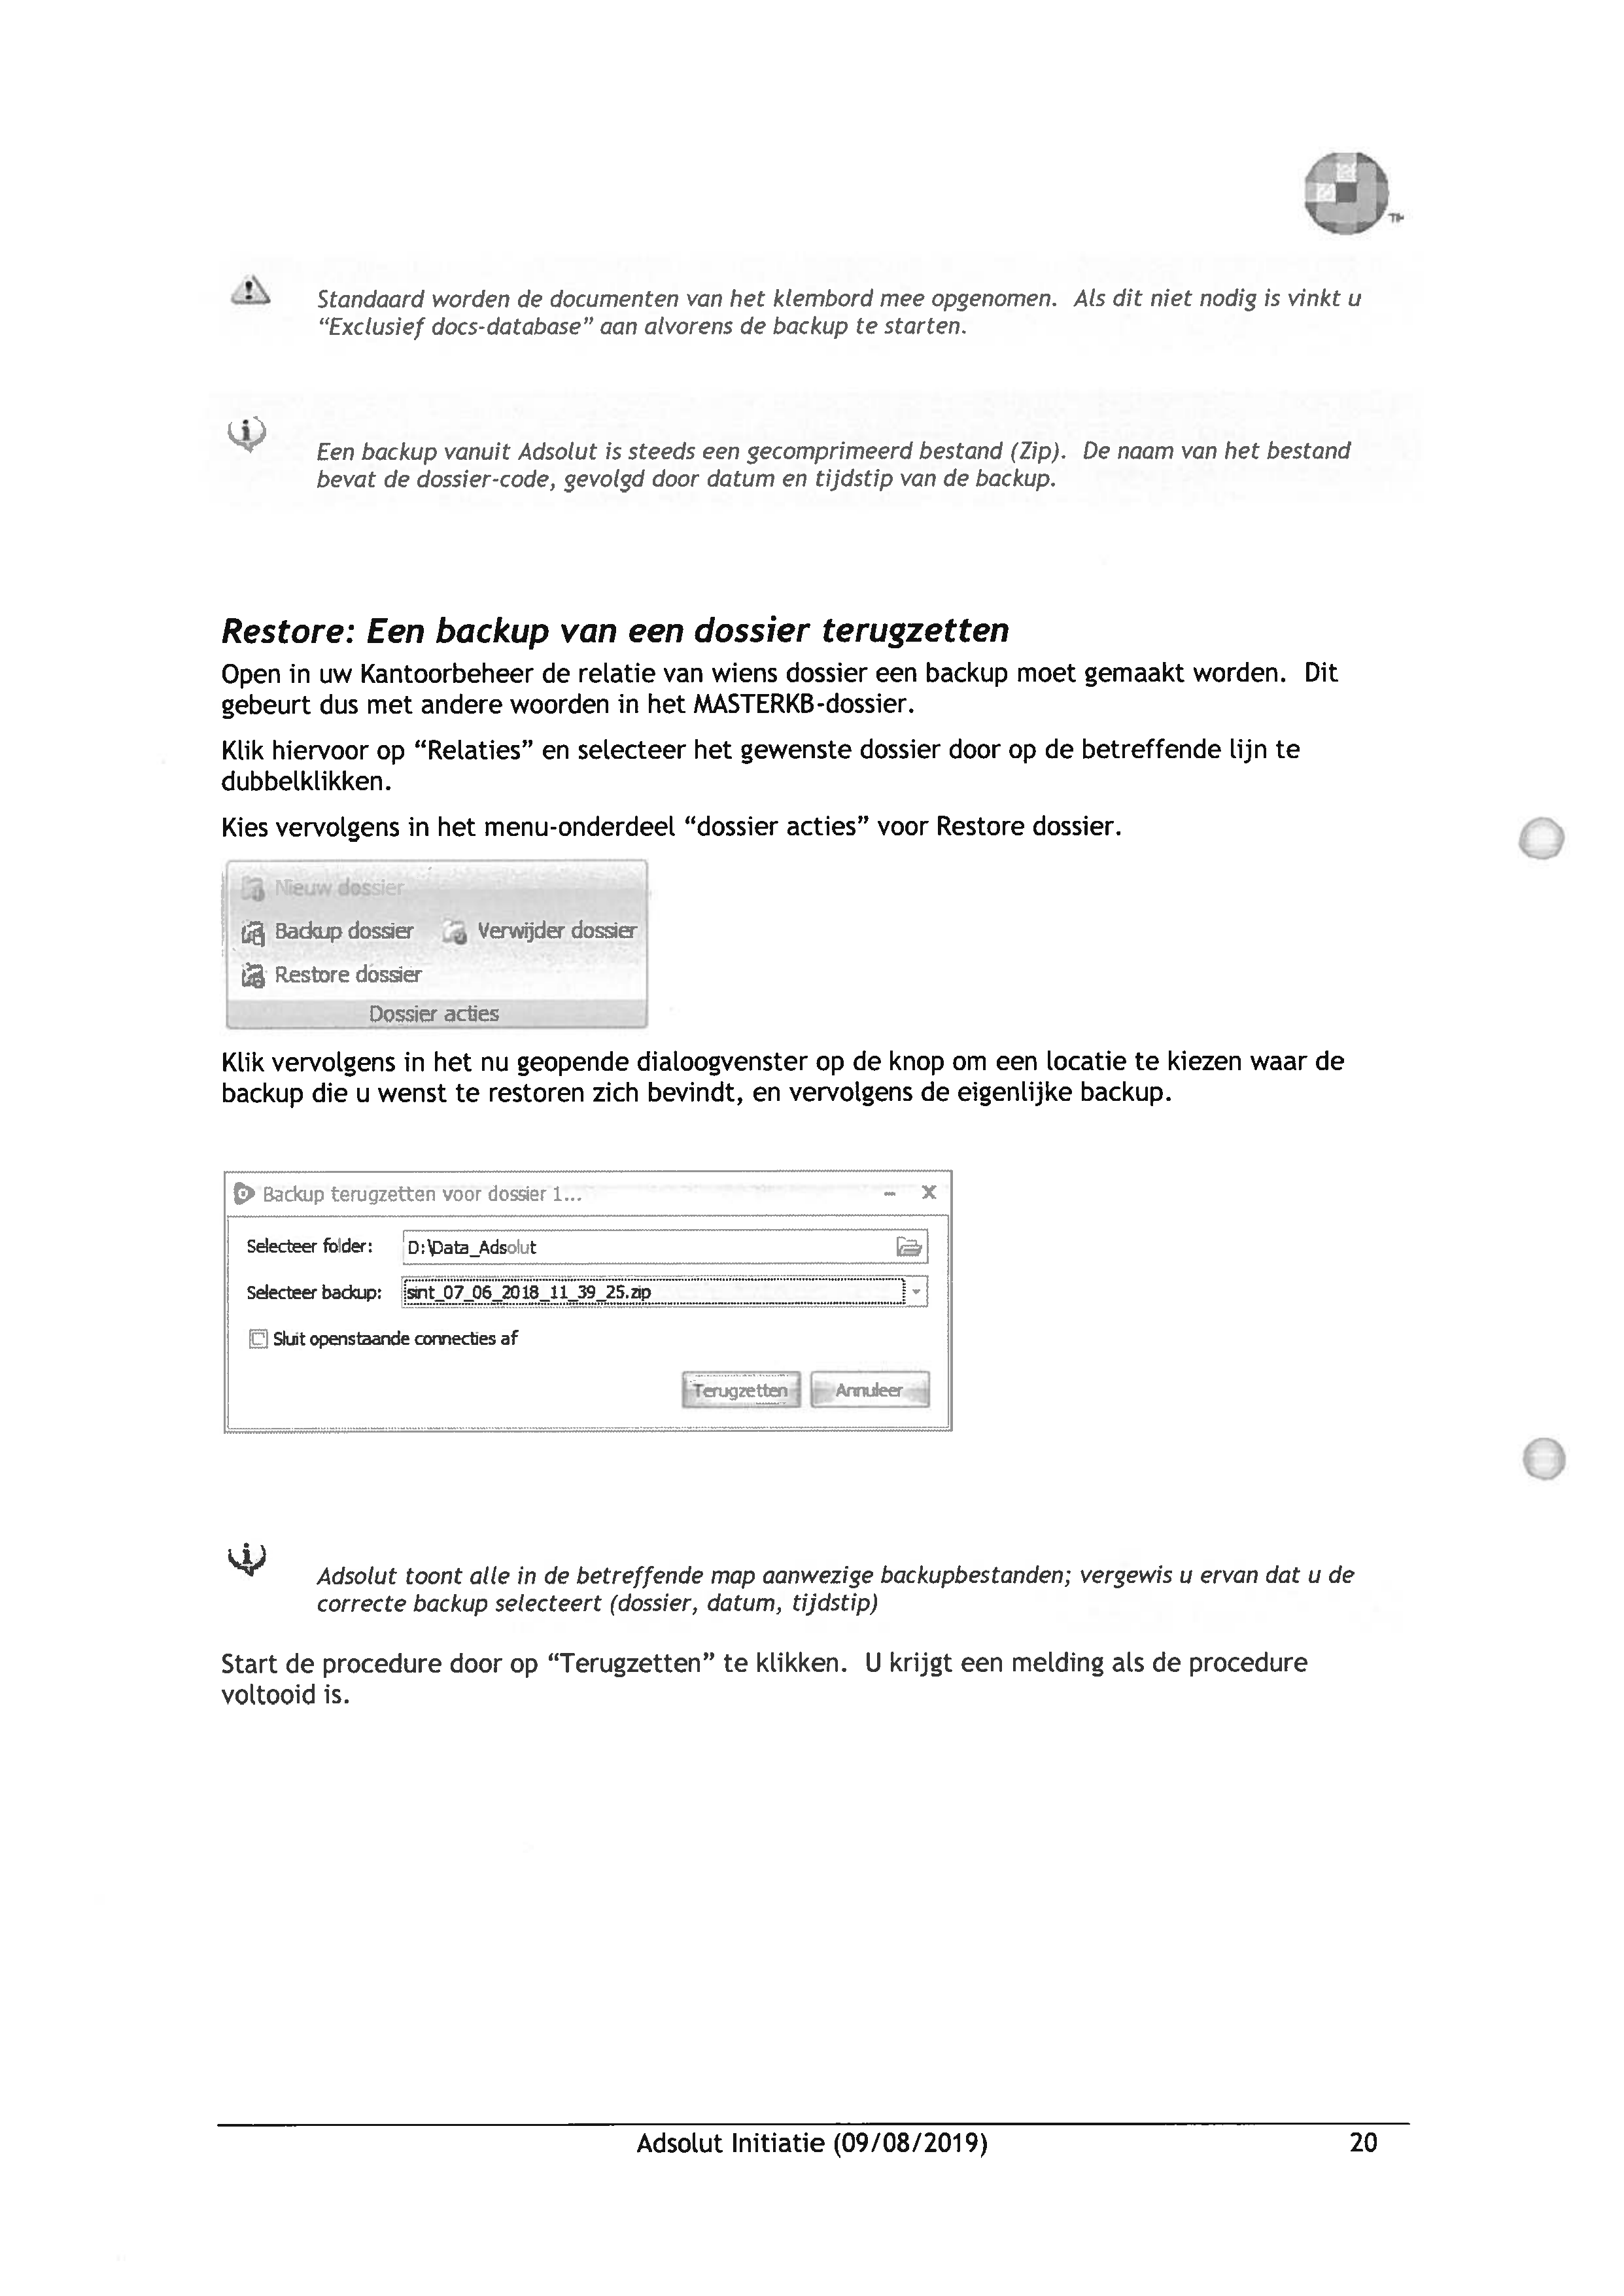 Standaard worden de documenten van het klembord mee opgenomen. Als dit niet nodig is vinkt u
“Exclusief docs-database” aan alvorens de backup te starten.
Een backup vanuit Adsolut is steeds een gecomprimeerd bestand (Zip). De naam van het bestand
bevat de dossier-code, gevolgd door datum en tijdstip van de backup.
Restore: Een backup van een dossier terugzetten
Open in uw Kantoorbeheer de relatie van wiens dossier een backup moet gemaakt worden. Dit
gebeurt dus met andere woorden in het MASTERKB-dossier.
Klik hiervoor op “Relaties” en selecteer het gewenste dossier door op de betreffende lijn te
dubbelklikken.
Kies vervolgens in het menu-onderdeel “dossier acties” voor Restore dossier.
Nieuw dossier
Backup dossier Verwijder dossier
Restore dossier
Dossier acties
Klik vervolgens in het nu geopende dialoogvenster op de knop om een locatie te kiezen waar de
backup die u wenst te restoren zich bevindt, en vervolgens de eigenlijke backup.
Backup terugzetten voor dossier 1...
Selecteer folder: D:\Data_Adsolut
Selecteer backup: sint_07_06_2018_11_39_25.zip
Sluit openstaande connecties af
Terugzetten Annuleer
Adsolut toont alle in de betreffende map aanwezige backupbestanden; vergewis u ervan dat u de
correcte backup selecteert (dossier, datum, tijdstip)
Start de procedure door op “Terugzetten” te klikken. U krijgt een melding als de procedure
voltooid is.
Adsolut Initiatie (09/08/2019) 20